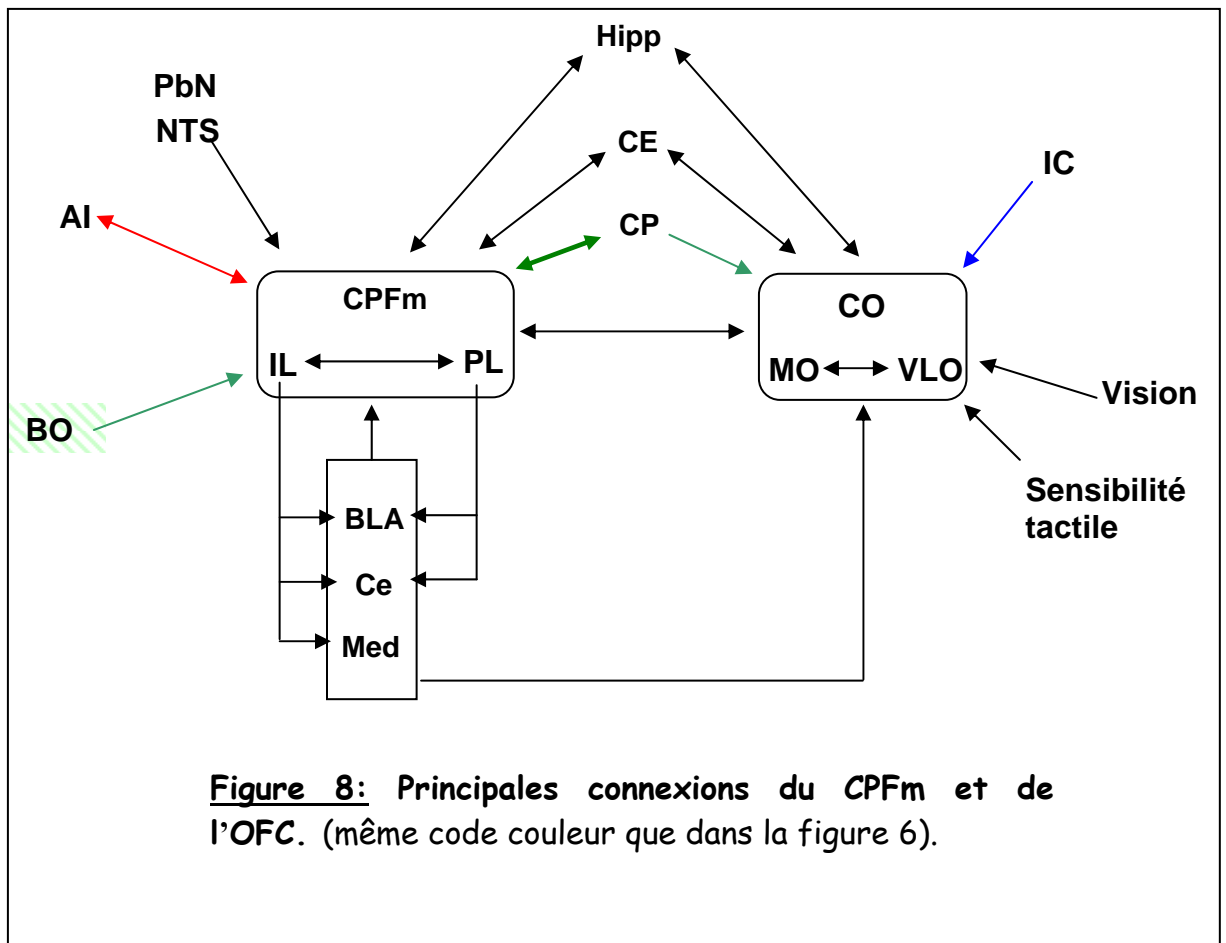 Hipp
PbN
NTS
CE
IC
AI
CP
CPFm
CO
IL
PL
MO
VLO
Vision
BO
Sensibilité
tactile
BLA
Ce
Med
Figure 8: Principales connexions du CPFm et de
l’OFC. (même code couleur que dans la figure 6).